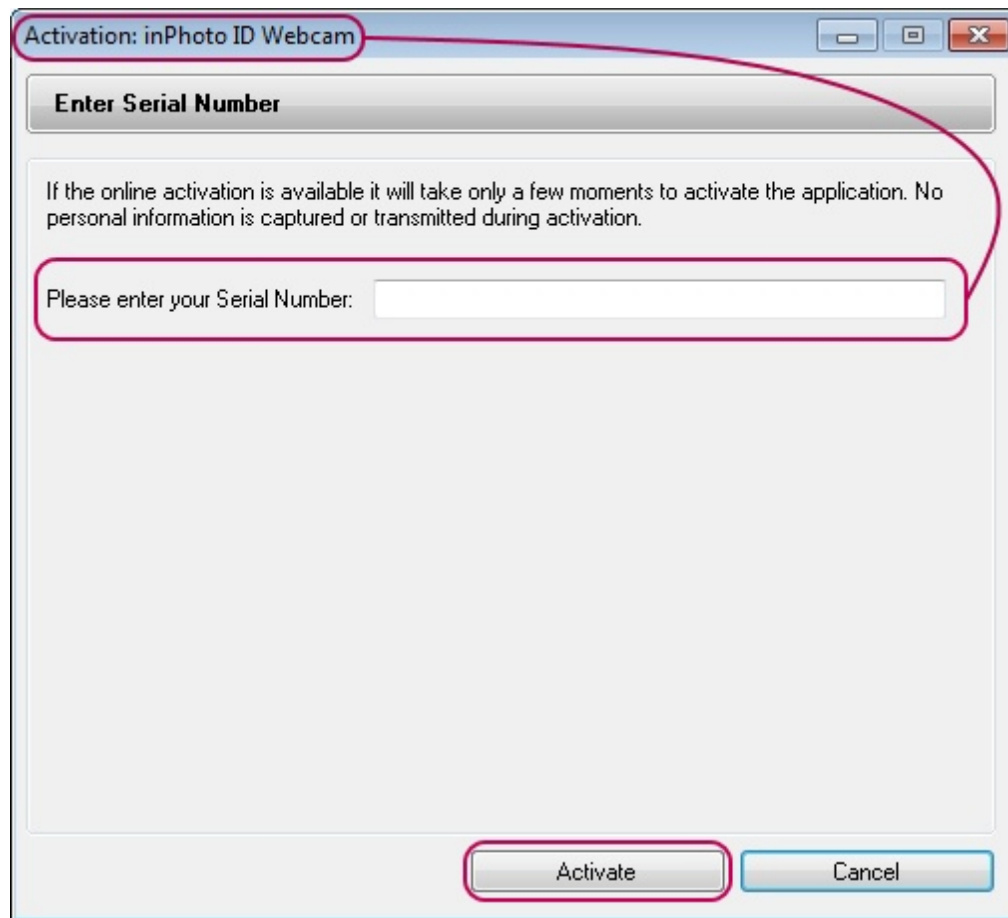 Activation: inPhoto ID Webcam
Enter Serial Number
If the online activation is available it will take only a few moments to activate the application. No
personal information is captured or transmitted during activation.
Please enter your Serial Number:
Activate
Cancel